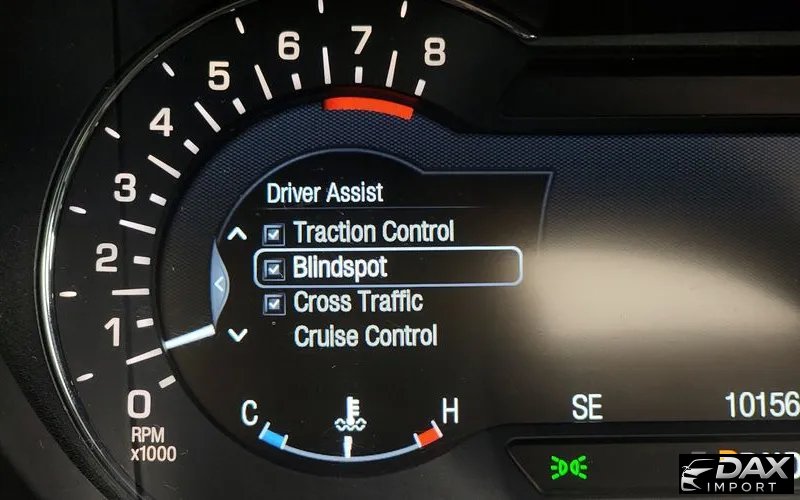 8
7
6
5
4
3
2
1
0
RPM
x1000
Driver Assist
Traction Control
Blindspot
Cross Traffic
Cruise Control
C
H
SE
10156
DAX
IMPORT